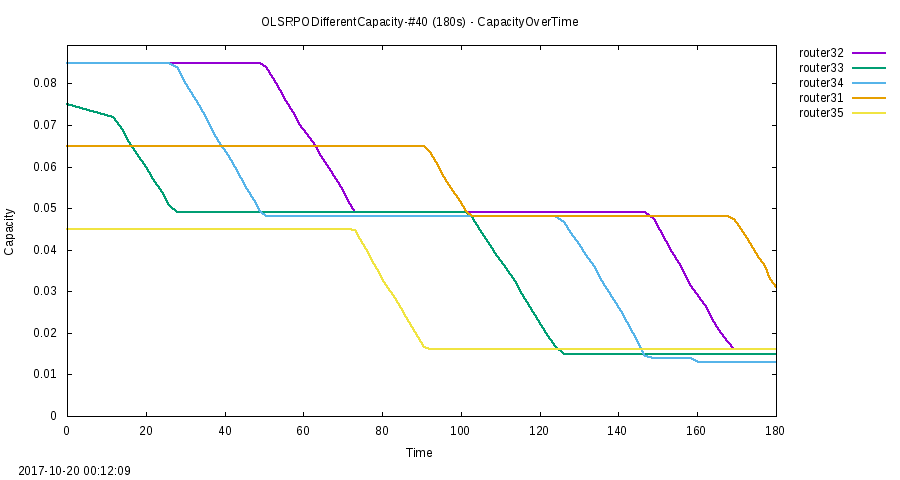 OLSRPODifferentCapacity-#40 (180s) - CapacityOverTime
router32
router33
router34
router31
router35
0.08
0.07
0.06
0.05
0.04
0.03
0.02
0.01
0
Capacity
0 20 40 60 80 100 120 140 160 180
Time
2017-10-20 00:12:09